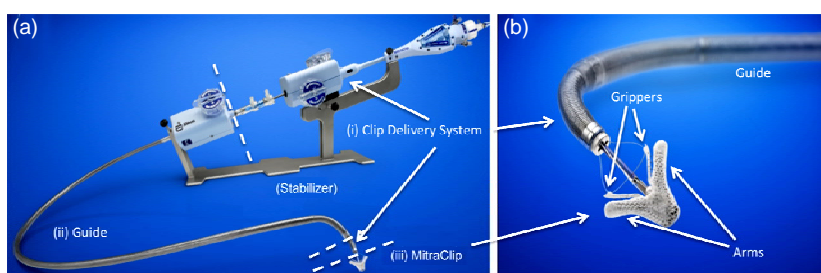 (a)
(i) Clip Delivery System
(Stabilizer)
(ii) Guide
(iii) MitraClip
(b)
Guide
Grippers
Arms